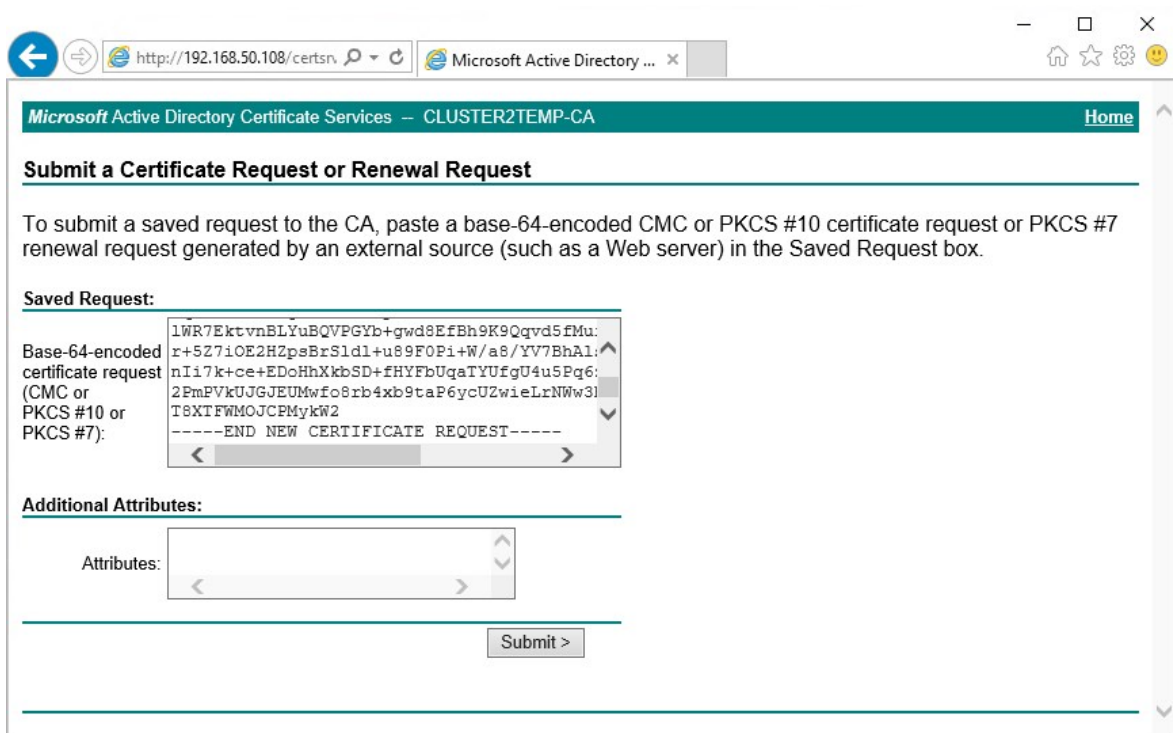 http://192.168.50.108/certsrv
Microsoft Active Directory ...
Microsoft Active Directory Certificate Services -- CLUSTER2TEMP-CA
Home
Submit a Certificate Request or Renewal Request
To submit a saved request to the CA, paste a base-64-encoded CMC or PKCS #10 certificate request or PKCS #7
renewal request generated by an external source (such as a Web server) in the Saved Request box.
Saved Request:
Base-64-encoded
certificate request
(CMC or
PKCS #10 or
PKCS #7):
lWR7EktvnBLYuBQVPGYb+gwd8EfBh9K9Qqvd5fMu
r+5Z7iOE2HZpsBrSldl+u89F0Pi+W/a8/YV7BhAl
nIi7k+ce+EDoHhXkbSD+fHYFbUqaTYUfgU4u5Pq6
2PmPVkUJGJEUMwfo8rb4xb9taP6ycUZwieLrNWw3
T8XTFWMOJCPMykW2
-----END NEW CERTIFICATE REQUEST-----
Additional Attributes:
Attributes:
Submit >